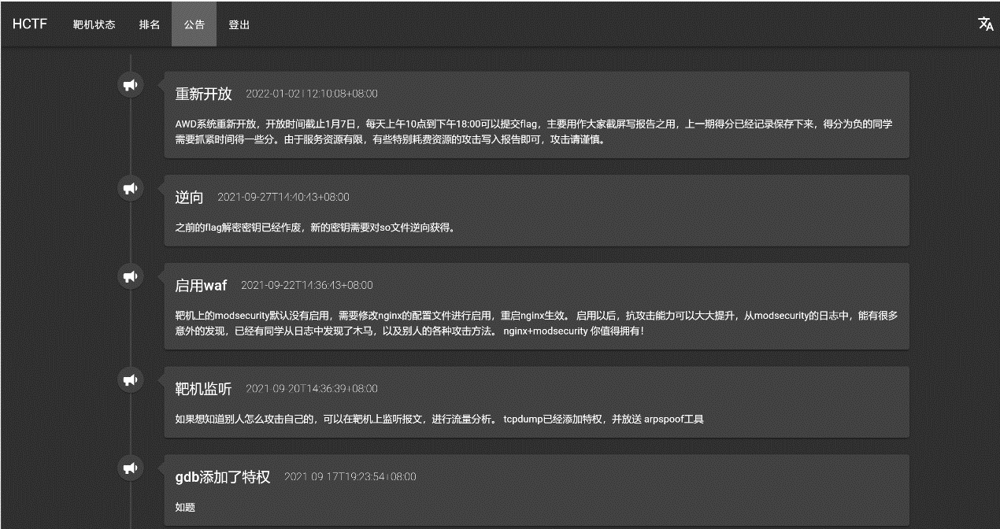 HCTF 靶机状态 排名 公告 登出
重新开放 2022-01-02T12:10:08+08:00
AWD系统重新开放，开放时间截止1月7日，每天上午10点到下午18:00可以提交flag，主要用作大家截屏写报告之用，上一期得分已经记录保存下来，得分为负的同学
需要抓紧时间得一些分。由于服务资源有限，有些特别耗费资源的攻击写入报告即可，攻击请谨慎。
逆向 2021-09-27T14:40:43+08:00
之前的flag解密密钥已经作废，新的密钥需要对so文件逆向获得。
启用waf 2021-09-22T14:36:43+08:00
靶机上的modsecurity默认没有启用，需要修改nginx的配置文件进行启用，重启nginx生效。 启用以后，抗攻击能力可以大大提升，从modsecurity的日志中，能有很多
意外的发现，已经有同学从日志中发现了木马，以及别人的各种攻击方法。 nginx+modsecurity 你值得拥有！
靶机监听 2021-09-20T14:36:39+08:00
如果想知道别人怎么攻击自己的，可以在靶机上监听报文，进行流量分析。 tcpdump已经添加特权，并放送 arpspoof工具
gdb添加了特权 2021-09-17T19:23:54+08:00
如题